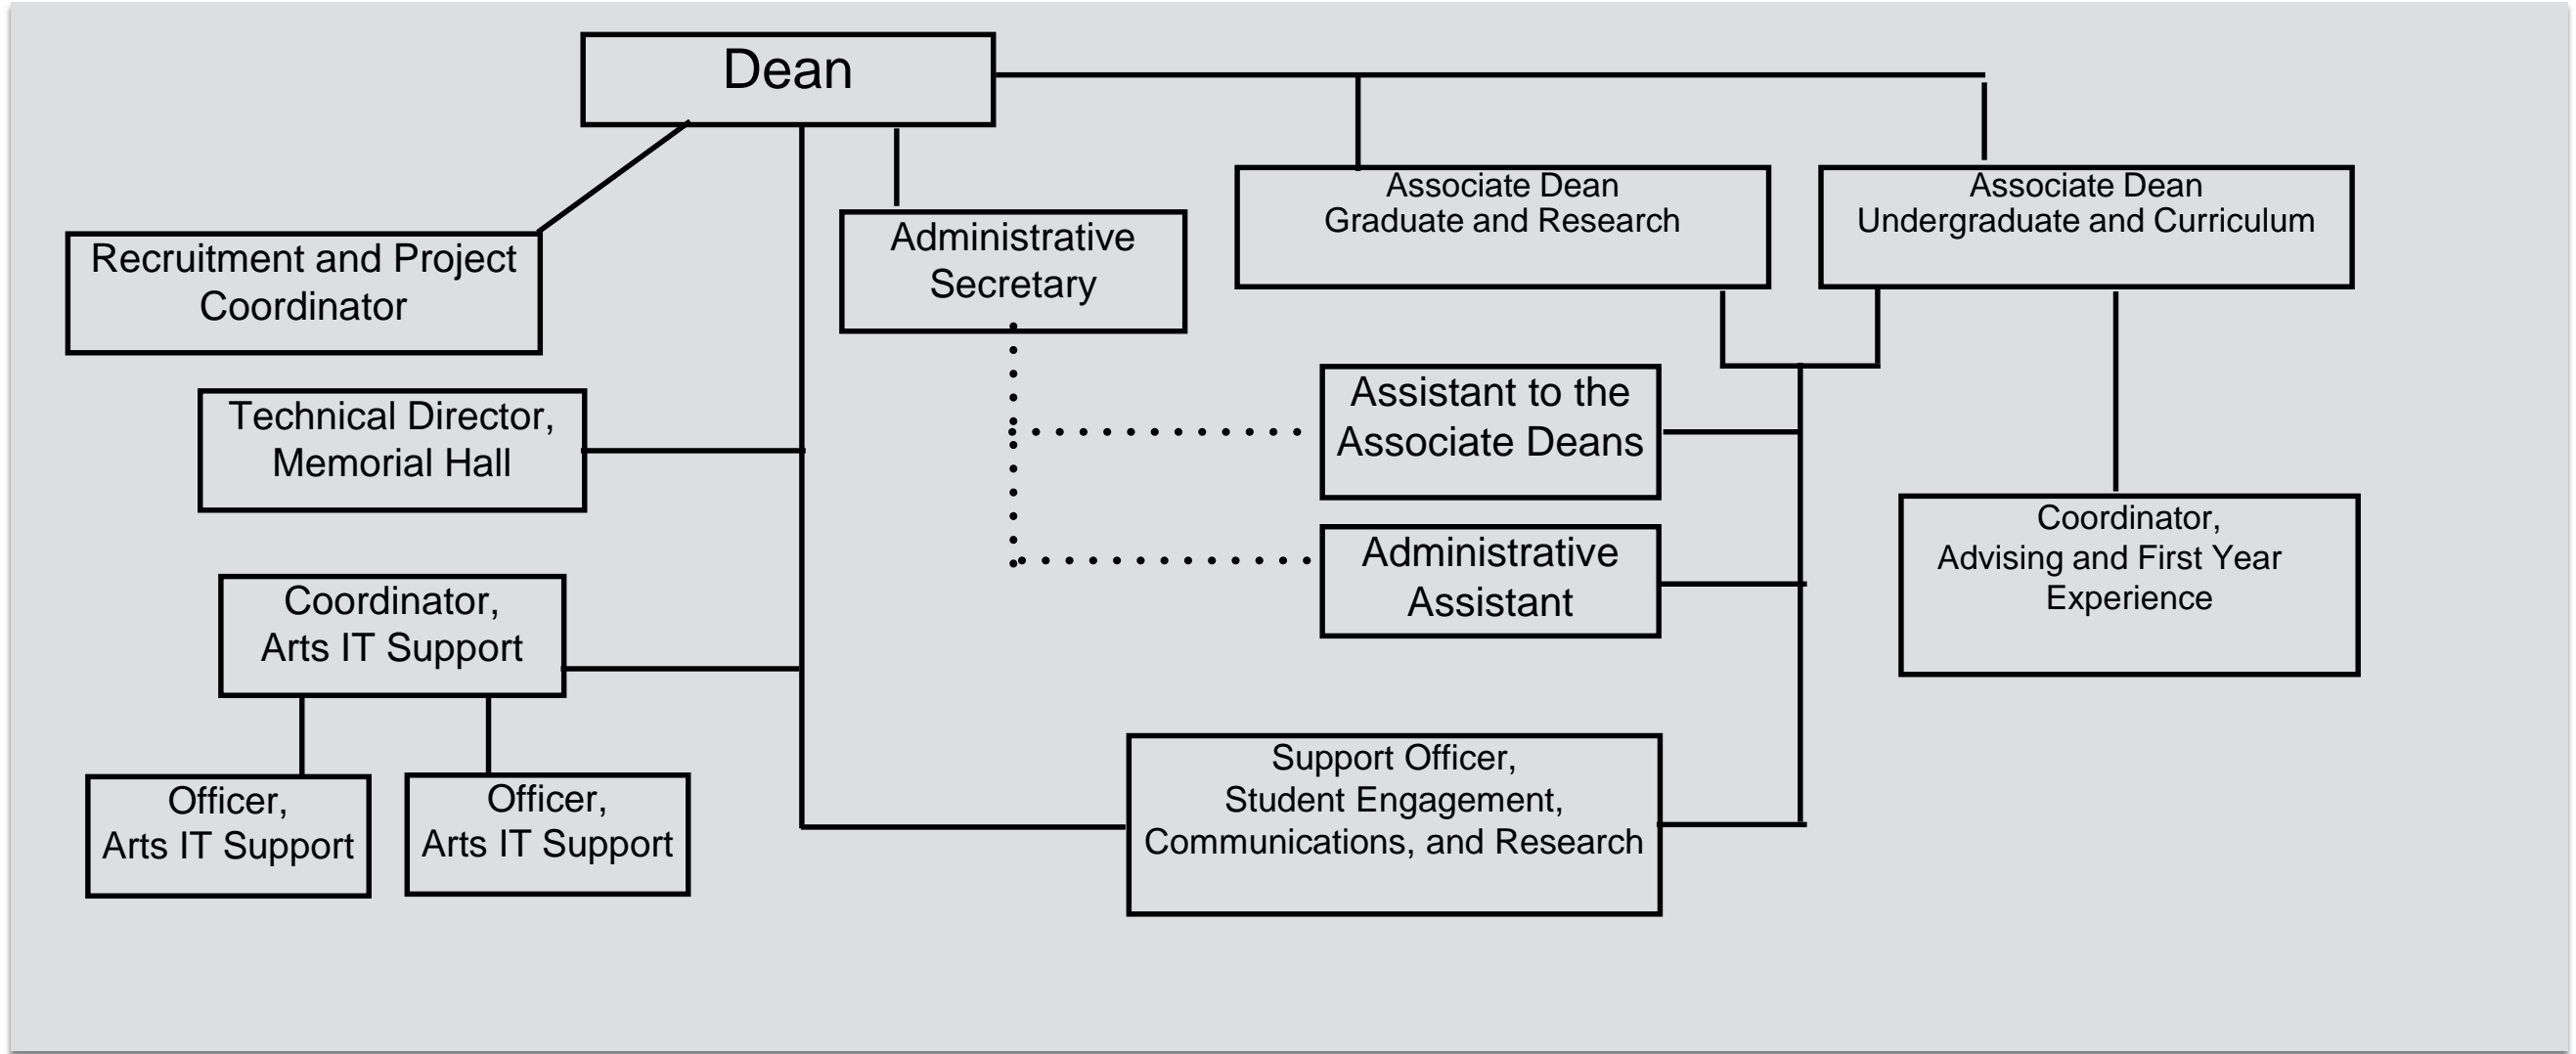 Dean
Associate Dean
Graduate and Research
Associate Dean
Undergraduate and Curriculum
Administrative
Secretary
Recruitment and Project
Coordinator
Technical Director,
Memorial Hall
Assistant to the
Associate Deans
Coordinator,
Advising and First Year
Experience
Administrative
Assistant
Coordinator,
Arts IT Support
Support Officer,
Student Engagement,
Communications, and Research
Officer,
Arts IT Support
Officer,
Arts IT Support